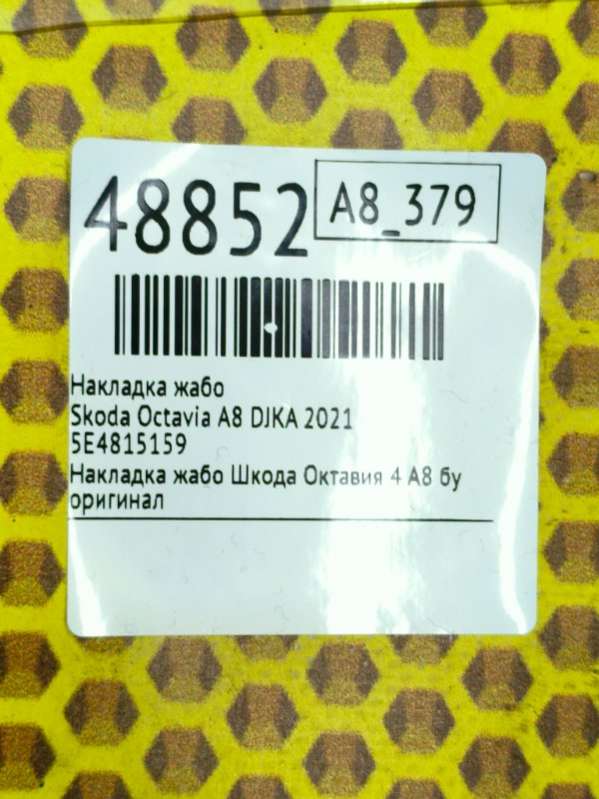 48852
A8_379
Накладка жабо
Skoda Octavia A8 DJKA 2021
5E4815159
Накладка жабо Шкода Октавия 4 А8 бу
оригинал